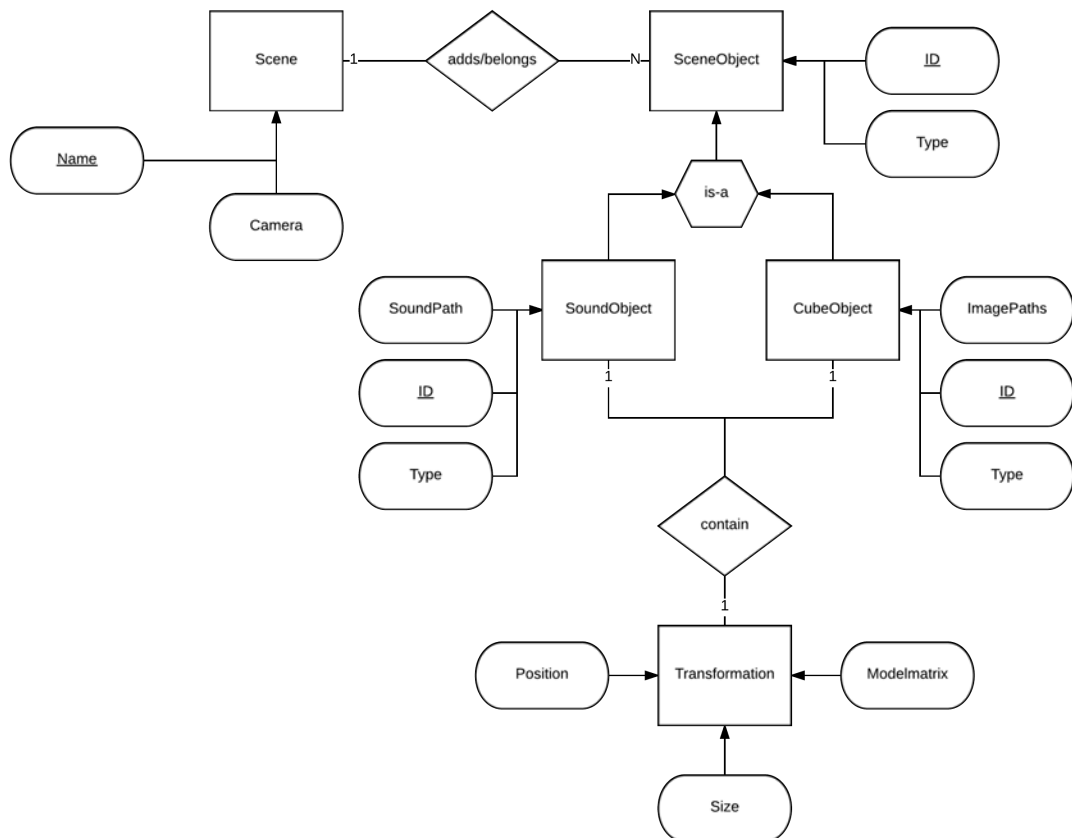 Scene
1
adds/belongs
N
SceneObject
ID
Type
Name
Camera
is-a
SoundPath
SoundObject
CubeObject
ImagePaths
ID
Type
1
1
ID
Type
contain
1
Position
Transformation
Modelmatrix
Size